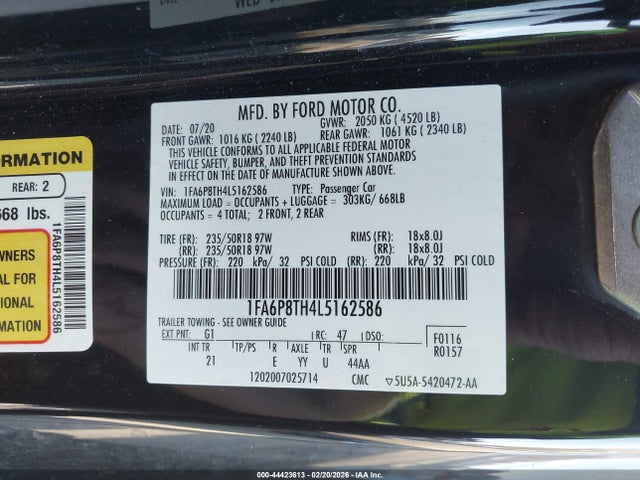 MFD. BY FORD MOTOR CO.
DATE: 07/20 GVWR: 2050 KG ( 4520 LB)
FRONT GAWR: 1016 KG ( 2240 LB) REAR GAWR: 1061 KG ( 2340 LB)
THIS VEHICLE CONFORMS TO ALL APPLICABLE FEDERAL MOTOR
VEHICLE SAFETY, BUMPER, AND THEFT PREVENTION STANDARDS
IN EFFECT ON THE DATE OF MANUFACTURE SHOWN ABOVE.
VIN: 1FA6P8TH4L5162586 TYPE: Passenger Car
MAXIMUM LOAD = OCCUPANTS + LUGGAGE = 303KG/ 668LB
OCCUPANTS = 4 TOTAL; 2 FRONT, 2 REAR
TIRE (FR): 235/50R18 97W RIMS (FR): 18x8.0J
(RR): 235/50R18 97W (RR): 18x8.0J
PRESSURE (FR): 220 kPa/ 32 PSI COLD (RR): 220 kPa/ 32 PSI COLD
1FA6P8TH4L5162586
TRAILER TOWING - SEE OWNER GUIDE
EXT PNT: G1 RC: 47 DSO: F0116
INT TR TP/PS R AXLE TR SPR R0157
21 E YY U 44AA
1202007025714 CMC ▽5U5A-5420472-AA
FORMATION
REAR: 2
668 lbs.
OWNERS
AL FOR
IONAL
MATION
1FA6P8TH4L5162586
000-44423613 - 02/20/2026 - IAA Inc.